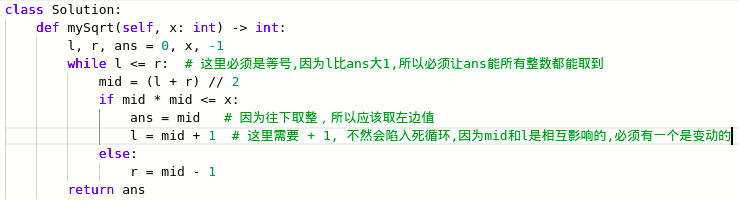 class Solution:
    def mySqrt(self, x: int) -> int:
        l, r, ans = 0, x, -1
        while l <= r:  # 这里必须是等号,因为l比ans大1,所以必须让ans能所有整数都能取到
            mid = (l + r) // 2
            if mid * mid <= x:
                ans = mid   # 因为往下取整，所以应该取左边值
                l = mid + 1  # 这里需要 + 1, 不然会陷入死循环,因为mid和l是相互影响的,必须有一个是变动的
            else:
                r = mid - 1
        return ans